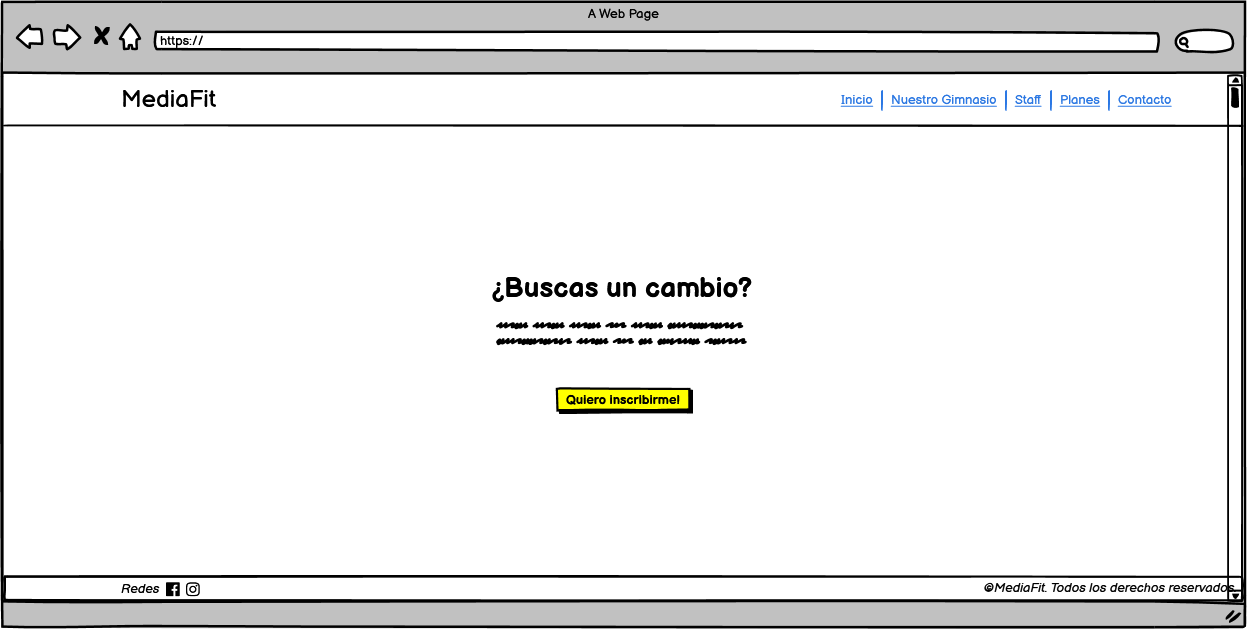 A Web Page
https://
MediaFit
Inicio | Nuestro Gimnasio | Staff | Planes | Contacto
¿Buscas un cambio?
Quiero inscribirme!
Redes
©MediaFit. Todos los derechos reservados.